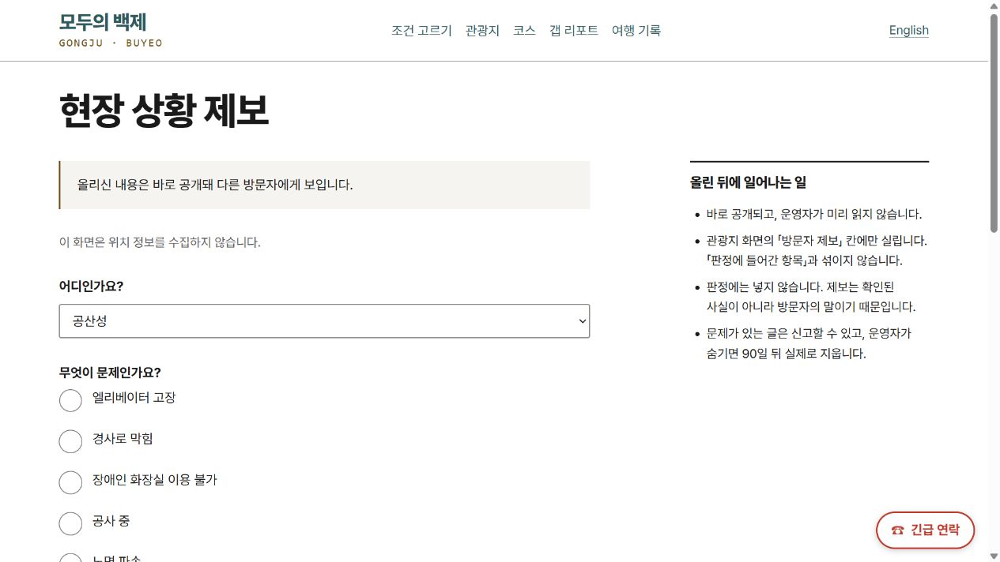 모두의 백제
GONGJU · BUYEO
조건 고르기 관광지 코스 갭 리포트 여행 기록
English
현장 상황 제보
올리신 내용은 바로 공개돼 다른 방문자에게 보입니다.
이 화면은 위치 정보를 수집하지 않습니다.
어디인가요?
공산성
무엇이 문제인가요?
엘리베이터 고장
경사로 막힘
장애인 화장실 이용 불가
공사 중
노면 파손
올린 뒤에 일어나는 일
바로 공개되고, 운영자가 미리 읽지 않습니다.
관광지 화면의 「방문자 제보」 칸에만 실립니다.
「판정에 들어간 항목」과 섞이지 않습니다.
판정에는 넣지 않습니다. 제보는 확인된
사실이 아니라 방문자의 말이기 때문입니다.
문제가 있는 글은 신고할 수 있고, 운영자가
숨기면 90일 뒤 실제로 지웁니다.
☎ 긴급 연락